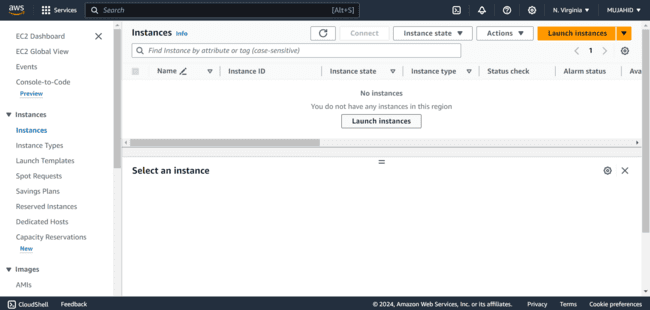 aws Services Search [Alt+S] N. Virginia MUJAHID
EC2 Dashboard
EC2 Global View
Events
Console-to-Code
Preview
Instances
Instances
Instance Types
Launch Templates
Spot Requests
Savings Plans
Reserved Instances
Dedicated Hosts
Capacity Reservations
New
Images
AMIs
Instances Info Connect Instance state Actions Launch instances
Find Instance by attribute or tag (case-sensitive) 1
Name Instance ID Instance state Instance type Status check Alarm status Ava
No instances
You do not have any instances in this region
Launch instances
Select an instance
CloudShell Feedback © 2024, Amazon Web Services, Inc. or its affiliates. Privacy Terms Cookie preferences